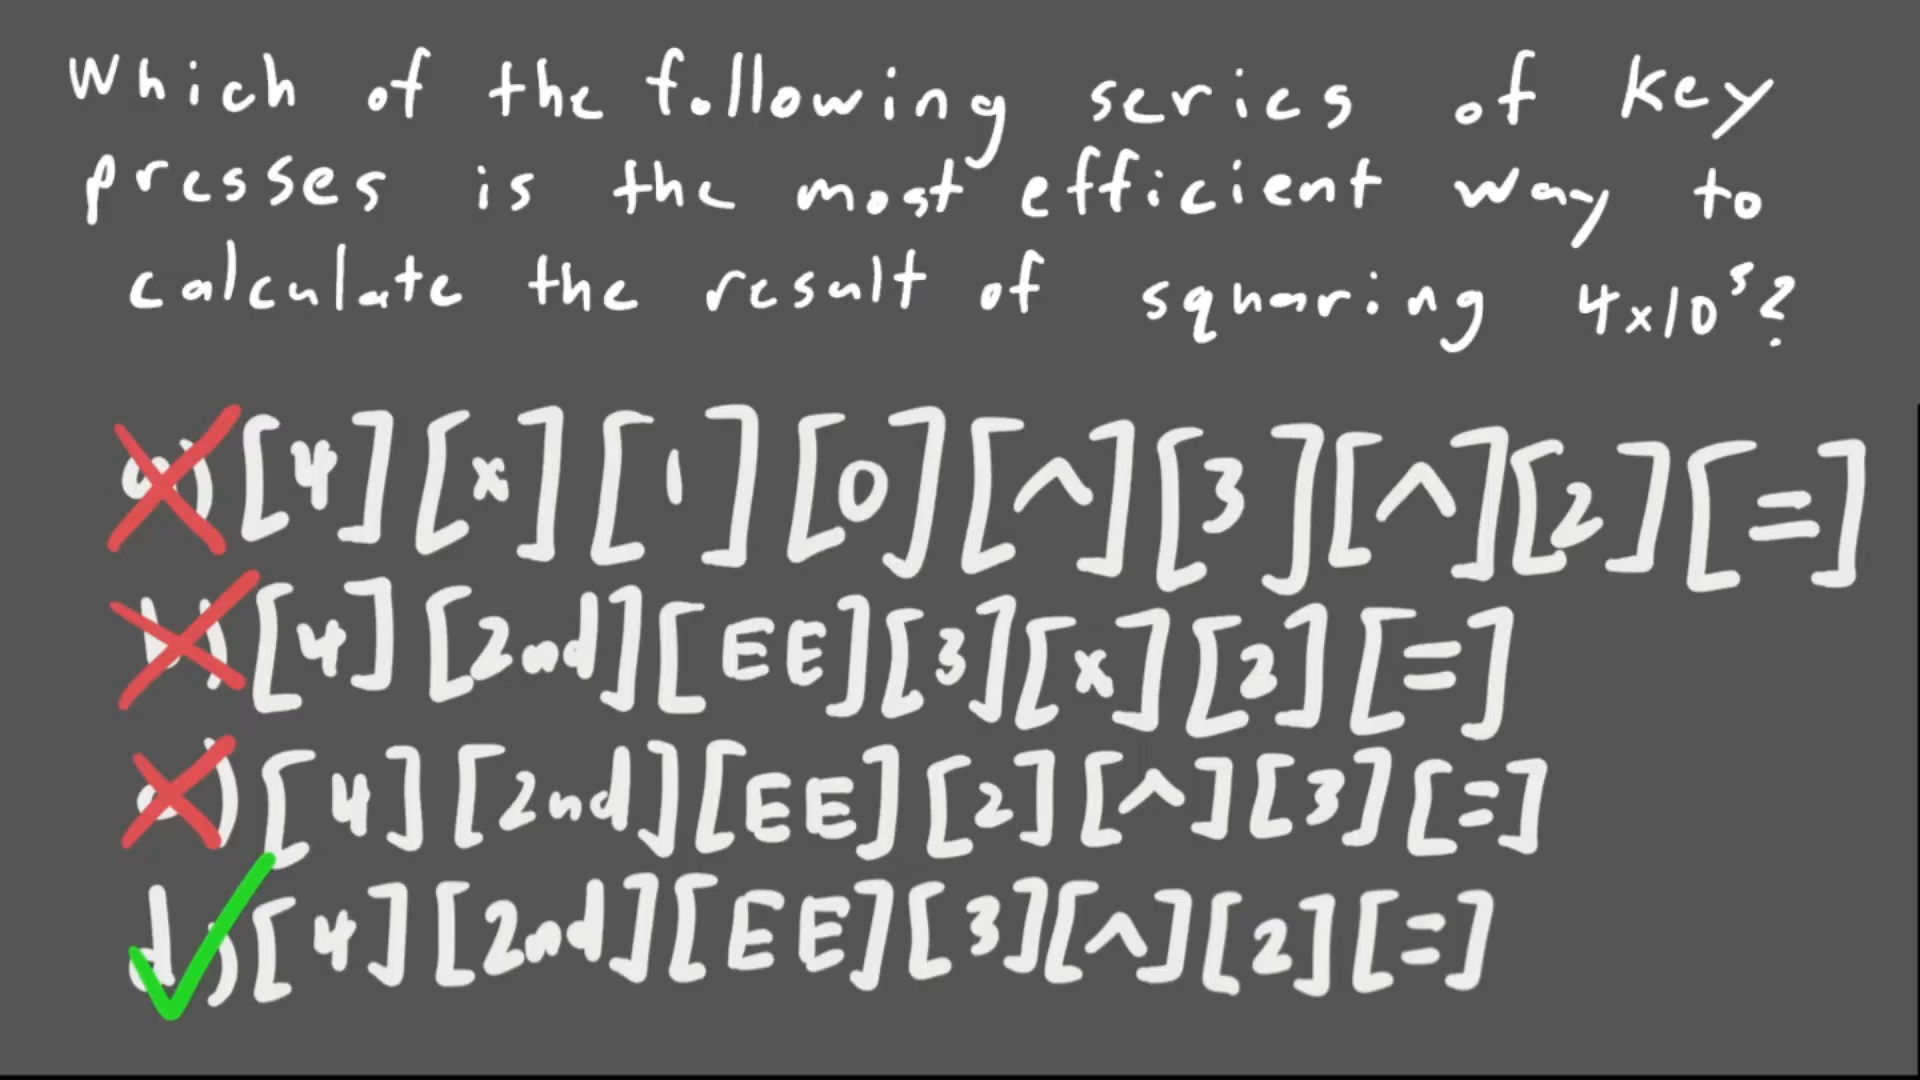 Which of the following series of key
presses is the most efficient way to
calculate the result of squaring 4x10³?
a) [4] [x] [1] [0] [^] [3] [^] [2] [=]
b) [4] [2nd] [EE] [3] [x] [2] [=]
c) [4] [2nd] [EE] [2] [^] [3] [=]
d) [4] [2nd] [EE] [3] [^] [2] [=]